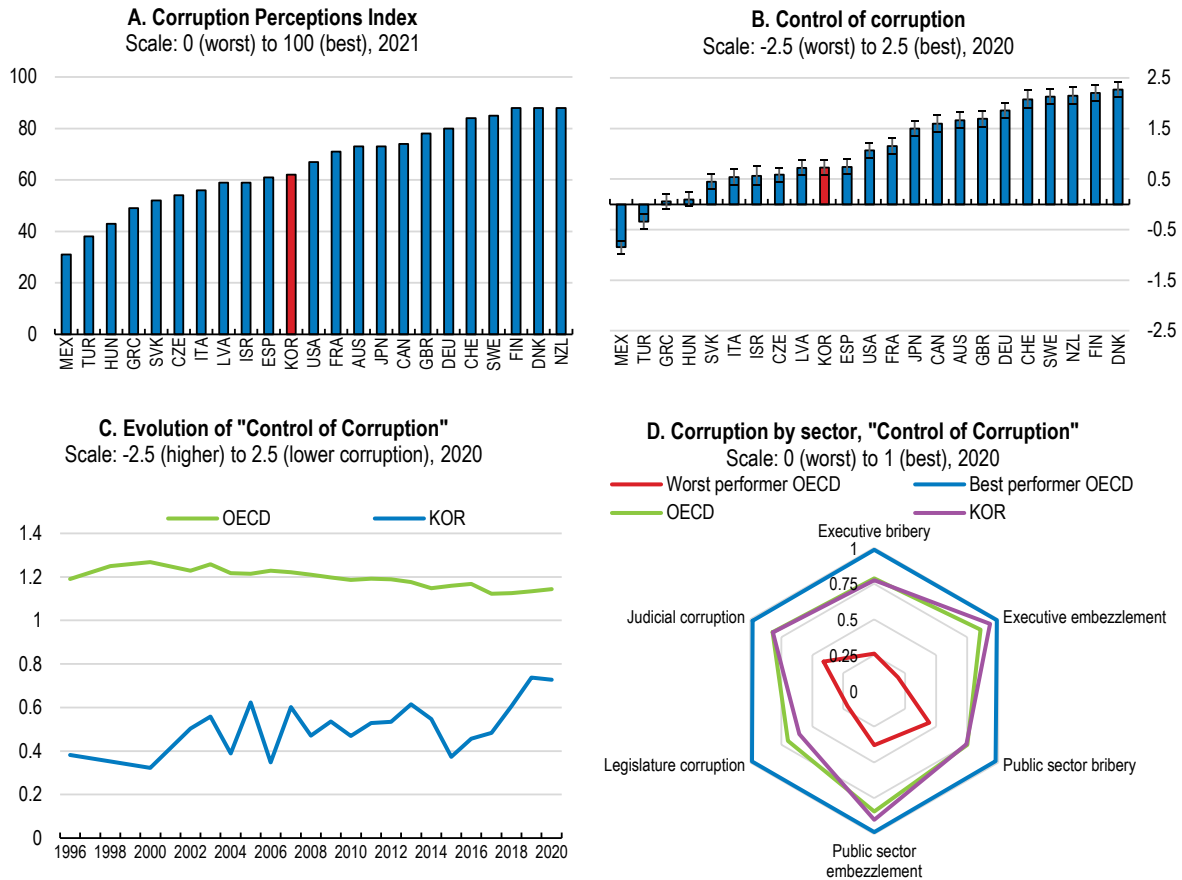 A. Corruption Perceptions Index
Scale: 0 (worst) to 100 (best), 2021
100
80
60
40
20
0
MEX
TUR
HUN
GRC
SVK
CZE
ITA
LVA
ISR
ESP
KOR
USA
FRA
AUS
JPN
CAN
GBR
DEU
CHE
SWE
FIN
DNK
NZL
B. Control of corruption
Scale: -2.5 (worst) to 2.5 (best), 2020
2.5
1.5
0.5
-0.5
-1.5
-2.5
MEX
TUR
GRC
HUN
SVK
ITA
ISR
CZE
LVA
KOR
ESP
USA
FRA
JPN
CAN
AUS
GBR
DEU
CHE
SWE
NZL
FIN
DNK
C. Evolution of "Control of Corruption"
Scale: -2.5 (higher) to 2.5 (lower corruption), 2020
OECD
KOR
1.4
1.2
1
0.8
0.6
0.4
0.2
0
1996 1998 2000 2002 2004 2006 2008 2010 2012 2014 2016 2018 2020
D. Corruption by sector, "Control of Corruption"
Scale: 0 (worst) to 1 (best), 2020
Worst performer OECD
Best performer OECD
OECD
KOR
Executive bribery
1
0.75
0.5
0.25
0
Judicial corruption
Executive embezzlement
Legislature corruption
Public sector bribery
Public sector
embezzlement